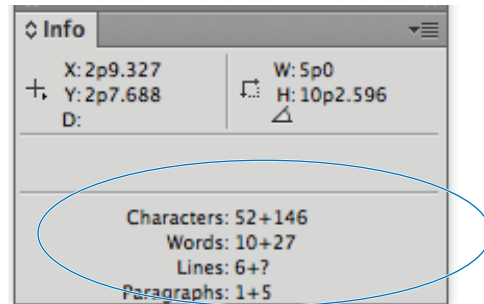 Info
X: 2p9.327
W: 5p0
Y: 2p7.688
H: 10p2.596
D:
Characters: 52+146
Words: 10+27
Lines: 6+?
Paragraphs: 1+5